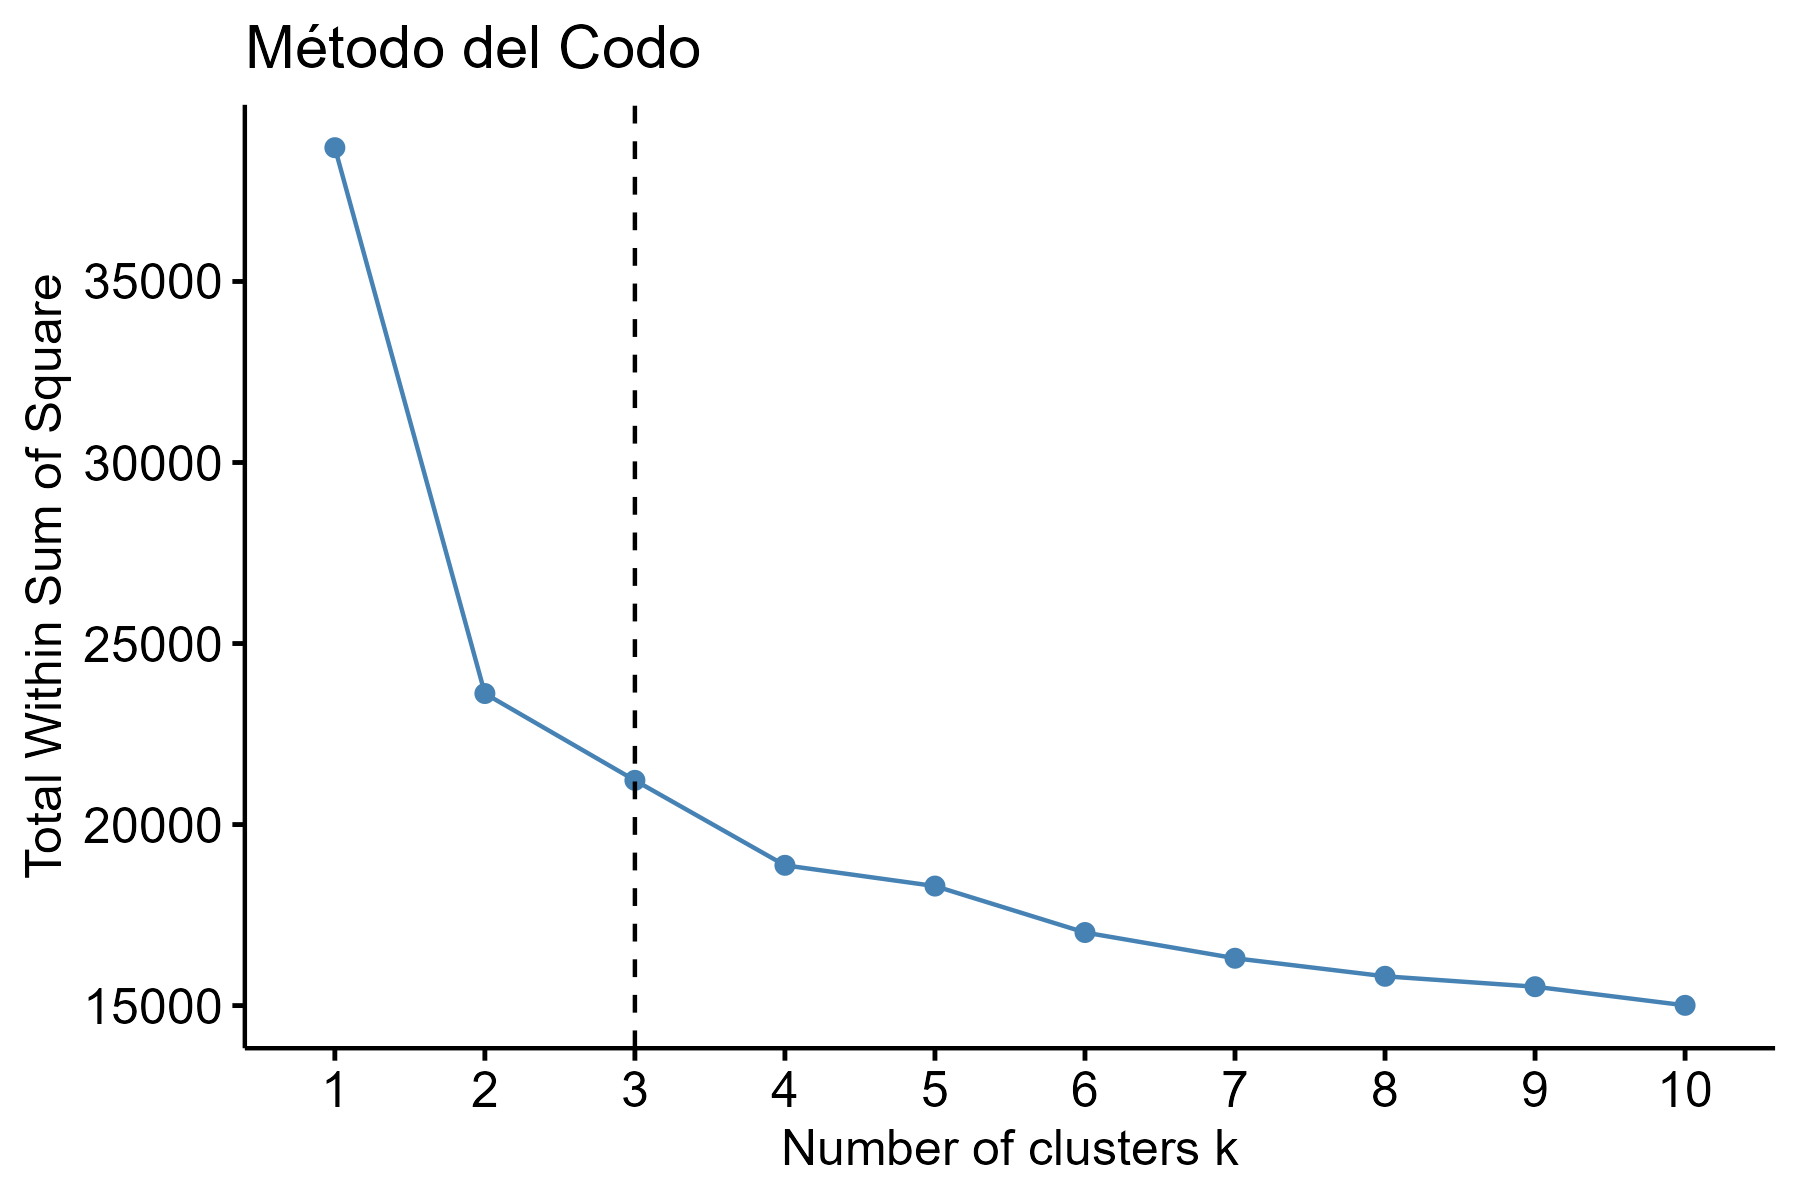 Método del Codo
Total Within Sum of Square
35000
30000
25000
20000
15000
1 2 3 4 5 6 7 8 9 10
Number of clusters k